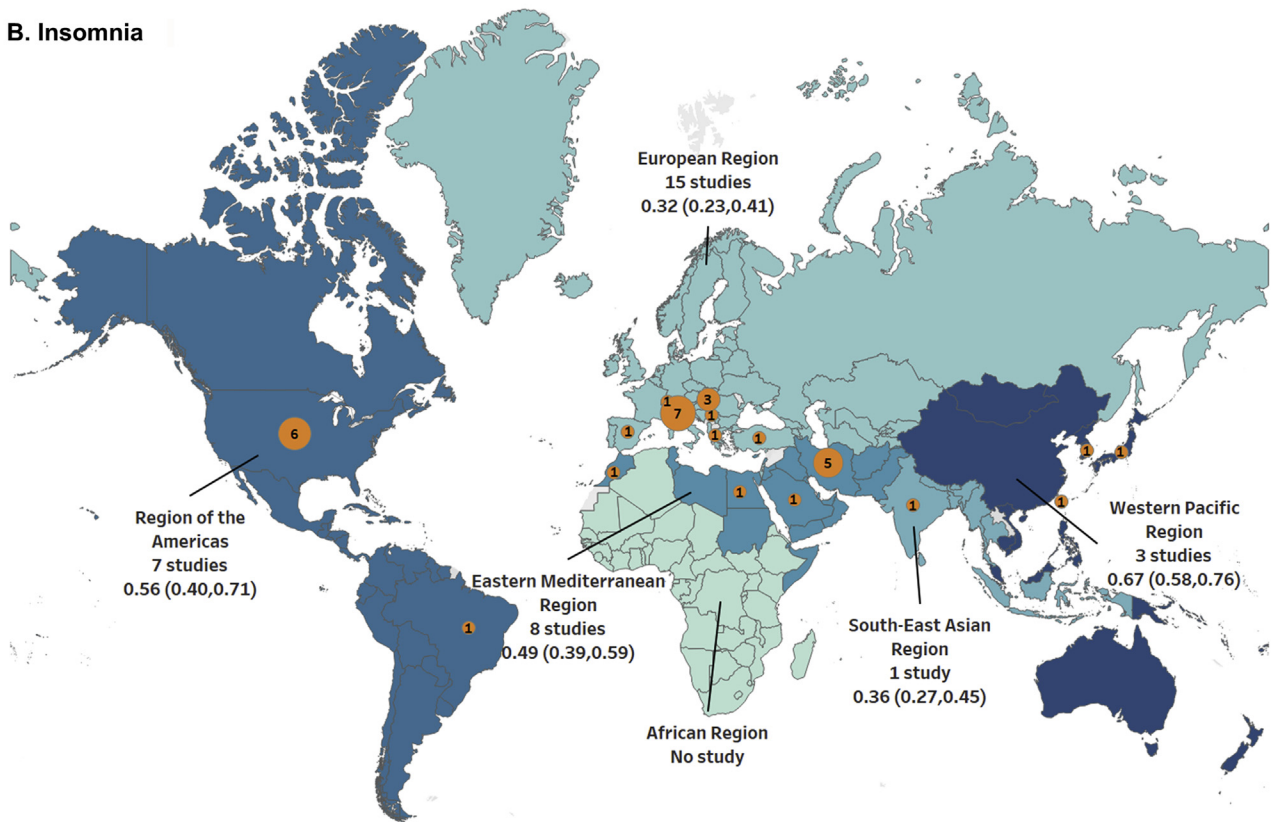 B. Insomnia
European Region
15 studies
0.32 (0.23,0.41)
1
3
7
1
1
1
1
6
5
1
1
1
1
1
1
1
Region of the
Americas
7 studies
0.56 (0.40,0.71)
Eastern Mediterranean
Region
8 studies
0.49 (0.39,0.59)
Western Pacific
Region
3 studies
0.67 (0.58,0.76)
South-East Asian
Region
1 study
0.36 (0.27,0.45)
1
African Region
No study